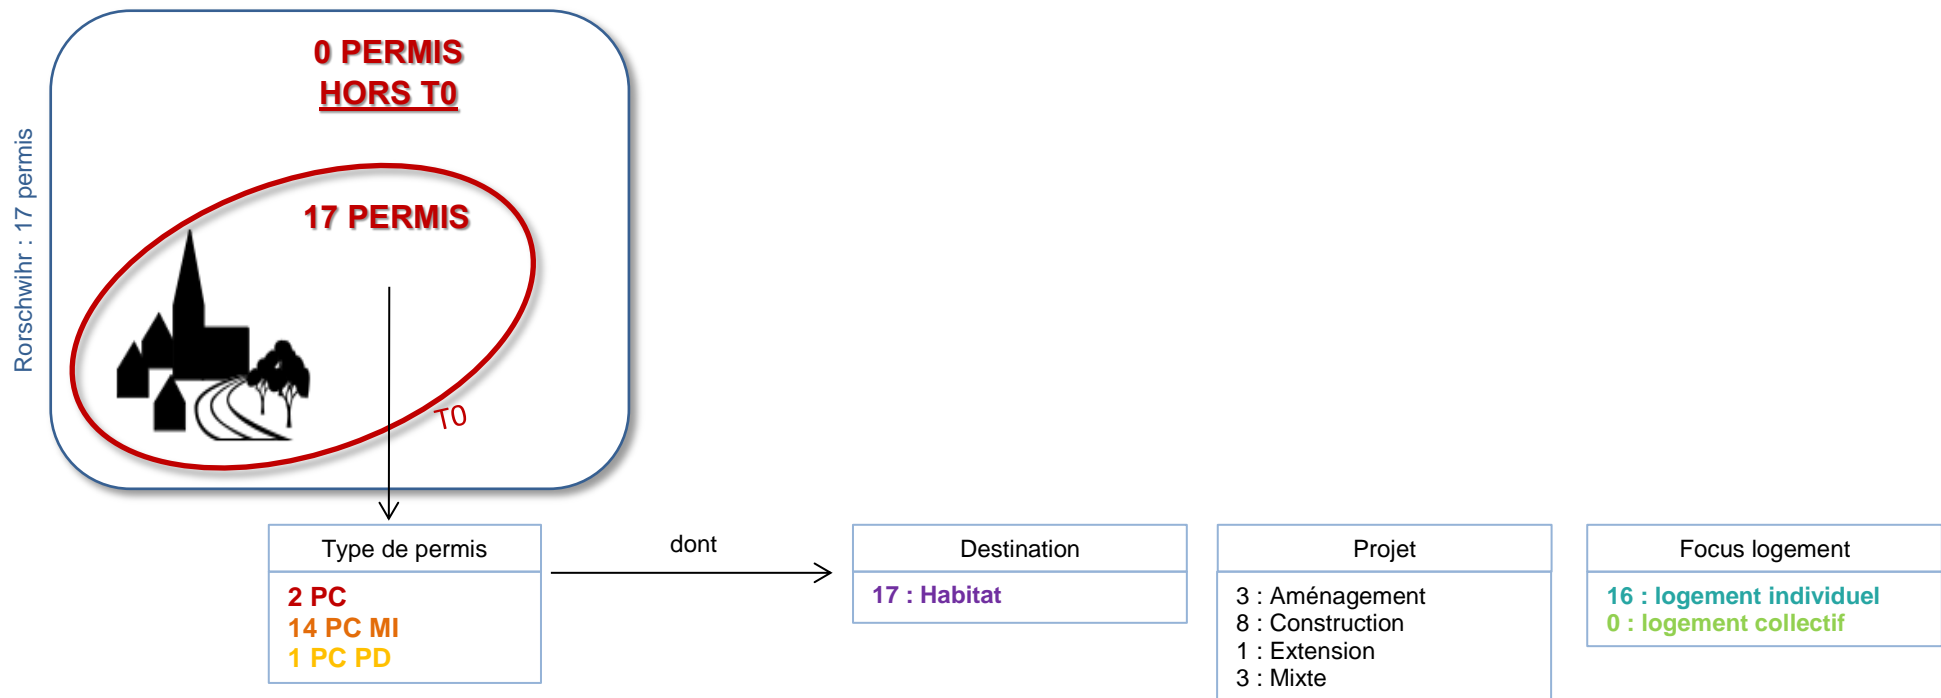 Rorschwihr : 17 permis
0 PERMIS
HORS T0
17 PERMIS
T0
Type de permis
2 PC
14 PC MI
1 PC PD
dont
Destination
17 : Habitat
Projet
3 : Aménagement
8 : Construction
1 : Extension
3 : Mixte
Focus logement
16 : logement individuel
0 : logement collectif